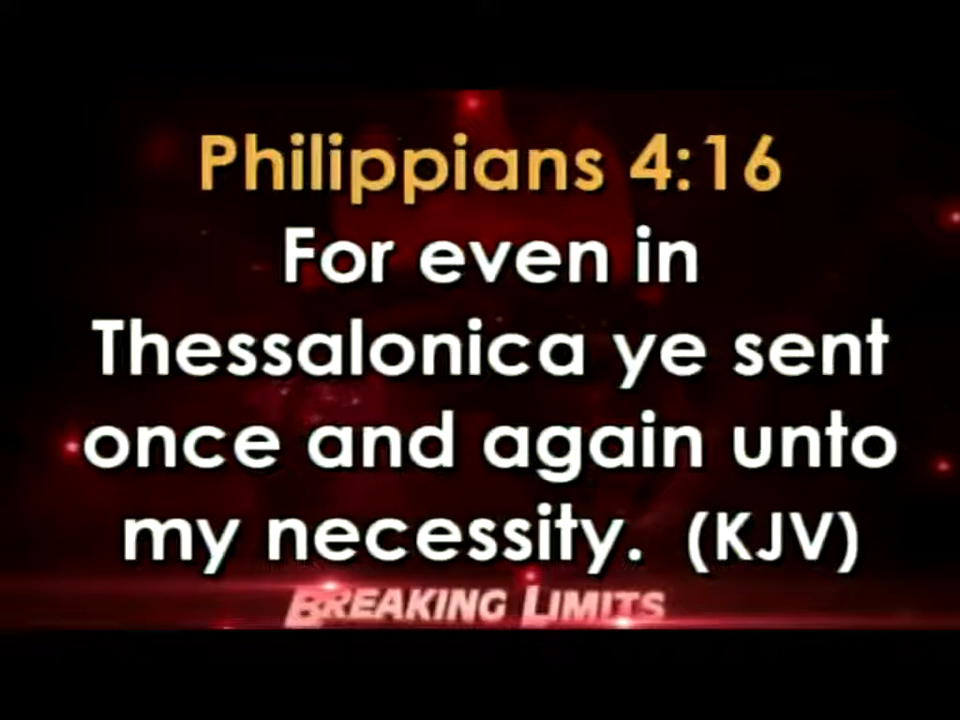 Philippians 4:16
For even in
Thessalonica ye sent
once and again unto
my necessity. (KJV)
BREAKING LIMITS